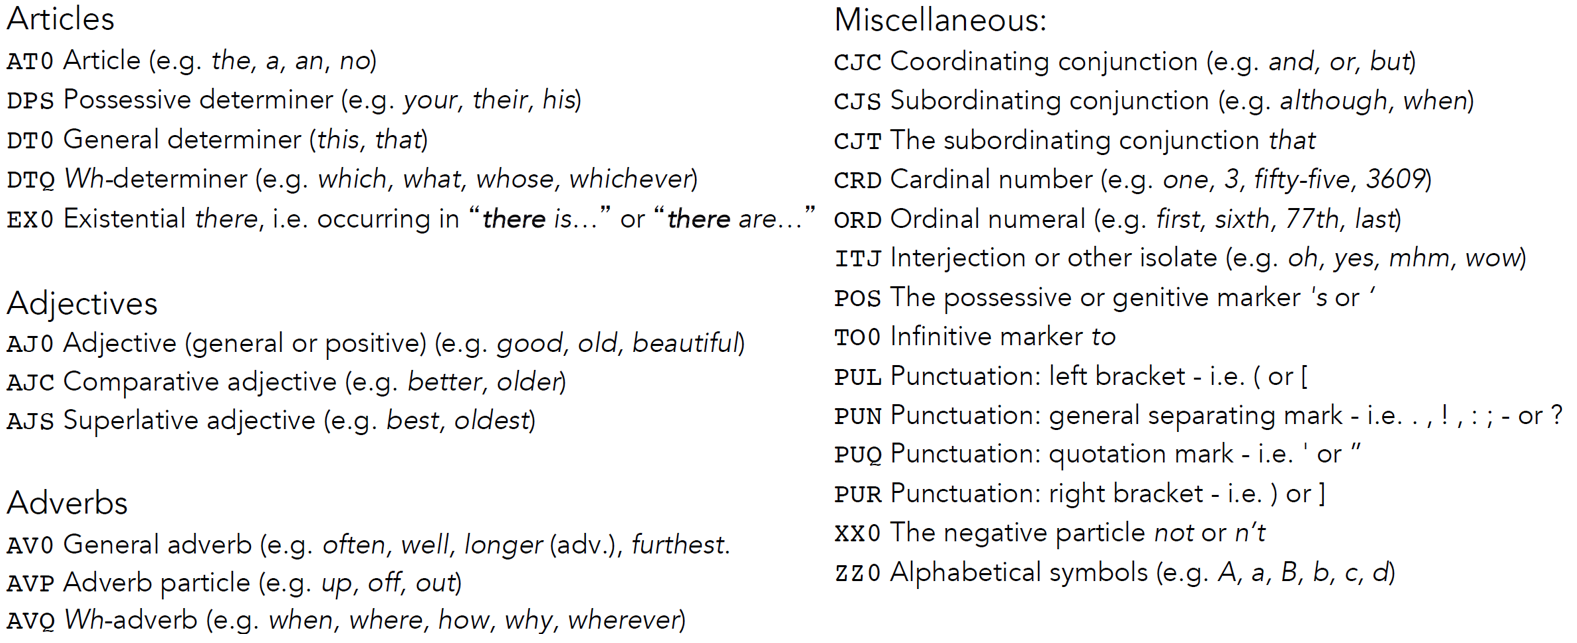 Articles
AT0 Article (e.g. the, a, an, no)
DPS Possessive determiner (e.g. your, their, his)
DT0 General determiner (this, that)
DTQ Wh-determiner (e.g. which, what, whose, whichever)
EX0 Existential there, i.e. occurring in “there is…” or “there are…”
Adjectives
AJ0 Adjective (general or positive) (e.g. good, old, beautiful)
AJC Comparative adjective (e.g. better, older)
AJS Superlative adjective (e.g. best, oldest)
Adverbs
AV0 General adverb (e.g. often, well, longer (adv.), furthest.
AVP Adverb particle (e.g. up, off, out)
AVQ Wh-adverb (e.g. when, where, how, why, wherever)
Miscellaneous:
CJC Coordinating conjunction (e.g. and, or, but)
CJS Subordinating conjunction (e.g. although, when)
CJT The subordinating conjunction that
CRD Cardinal number (e.g. one, 3, fifty-five, 3609)
ORD Ordinal numeral (e.g. first, sixth, 77th, last)
ITJ Interjection or other isolate (e.g. oh, yes, mhm, wow)
POS The possessive or genitive marker 's or ’
TO0 Infinitive marker to
PUL Punctuation: left bracket - i.e. ( or [
PUN Punctuation: general separating mark - i.e. . , ! , : ; - or ?
PUQ Punctuation: quotation mark - i.e. ' or ”
PUR Punctuation: right bracket - i.e. ) or ]
XX0 The negative particle not or n’t
ZZ0 Alphabetical symbols (e.g. A, a, B, b, c, d)